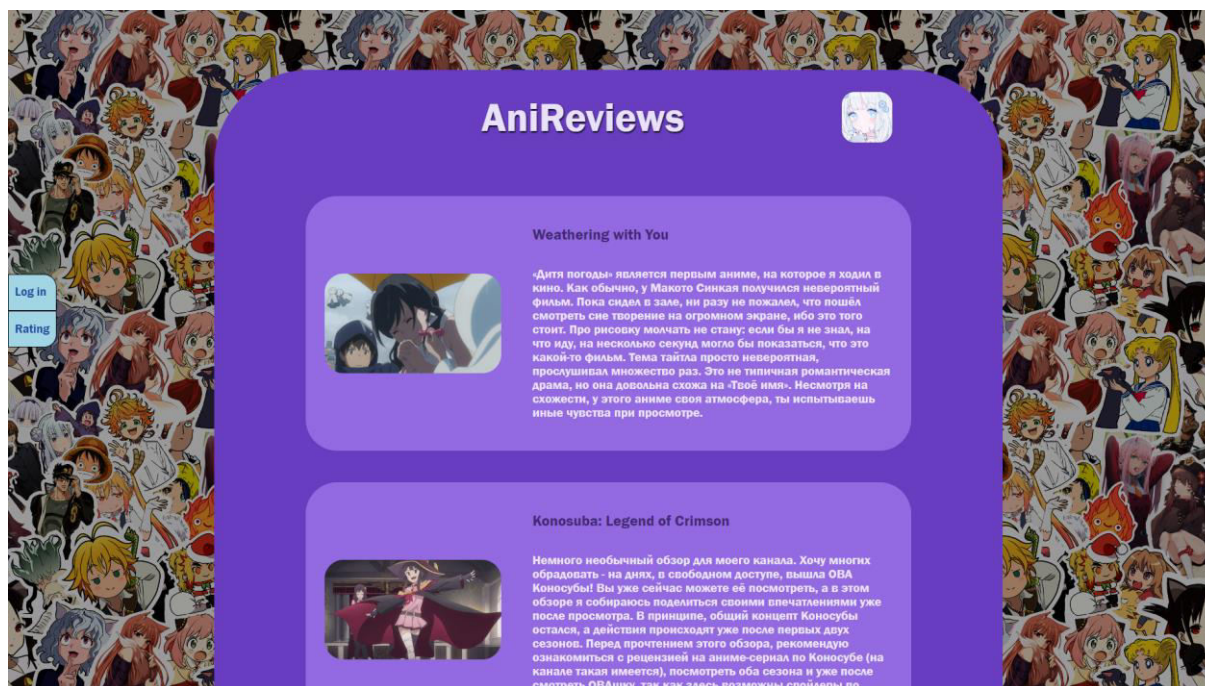 AniReviews
Log in
Rating
Weathering with You
«Дитя погоды» является первым аниме, на которое я ходил в
кино. Как обычно, у Макото Синкая получился невероятный
фильм. Пока сидел в зале, ни разу не пожалел, что пошёл
смотреть сие творение на огромном экране, ибо это того
стоит. Про рисовку молчать не стану: если бы я не знал, на
что иду, на несколько секунд могло бы показаться, что это
какой-то фильм. Тема тайтла просто невероятная,
прослушивал множество раз. Это не типичная романтическая
драма, но она довольна схожа на «Твоё имя». Несмотря на
схожести, у этого аниме своя атмосфера, ты испытываешь
иные чувства при просмотре.
Konosuba: Legend of Crimson
Немного необычный обзор для моего канала. Хочу многих
обрадовать - на днях, в свободном доступе, вышла ОВА
Коносубы! Вы уже сейчас можете её посмотреть, а в этом
обзоре я собираюсь поделиться своими впечатлениями уже
после просмотра. В принципе, общий концепт Коносубы
остался, а действия происходят уже после первых двух
сезонов. Перед прочтением этого обзора, рекомендую
ознакомиться с рецензией на аниме-сериал по Коносубе (на
канале такая имеется), посмотреть оба сезона и уже после
смотреть ОВАшку, так как здесь возможны спойлеры по